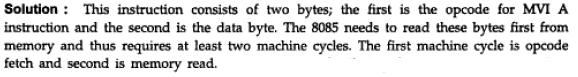 Solution : This instruction consists of two bytes; the first is the opcode for MVI A
instruction and the second is the data byte. The 8085 needs to read these bytes first from
memory and thus requires at least two machine cycles. The first machine cycle is opcode
fetch and second is memory read.